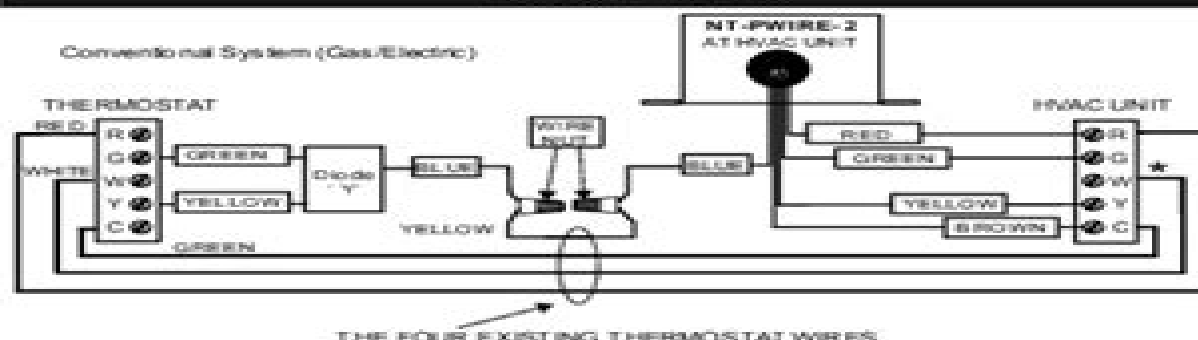 NT-PWIRE-2
AT HVAC UNIT
Conventional System (Gas/Electric)
THERMOSTAT
HVAC UNIT
RED
R
WIRE
NUT
RED
R
G
GREEN
BLUE
BLUE
GREEN
G
WHITE
W
Diode
"Y"
W
*
Y
YELLOW
YELLOW
Y
C
YELLOW
BROWN
C
GREEN
THE FOUR EXISTING THERMOSTAT WIRES